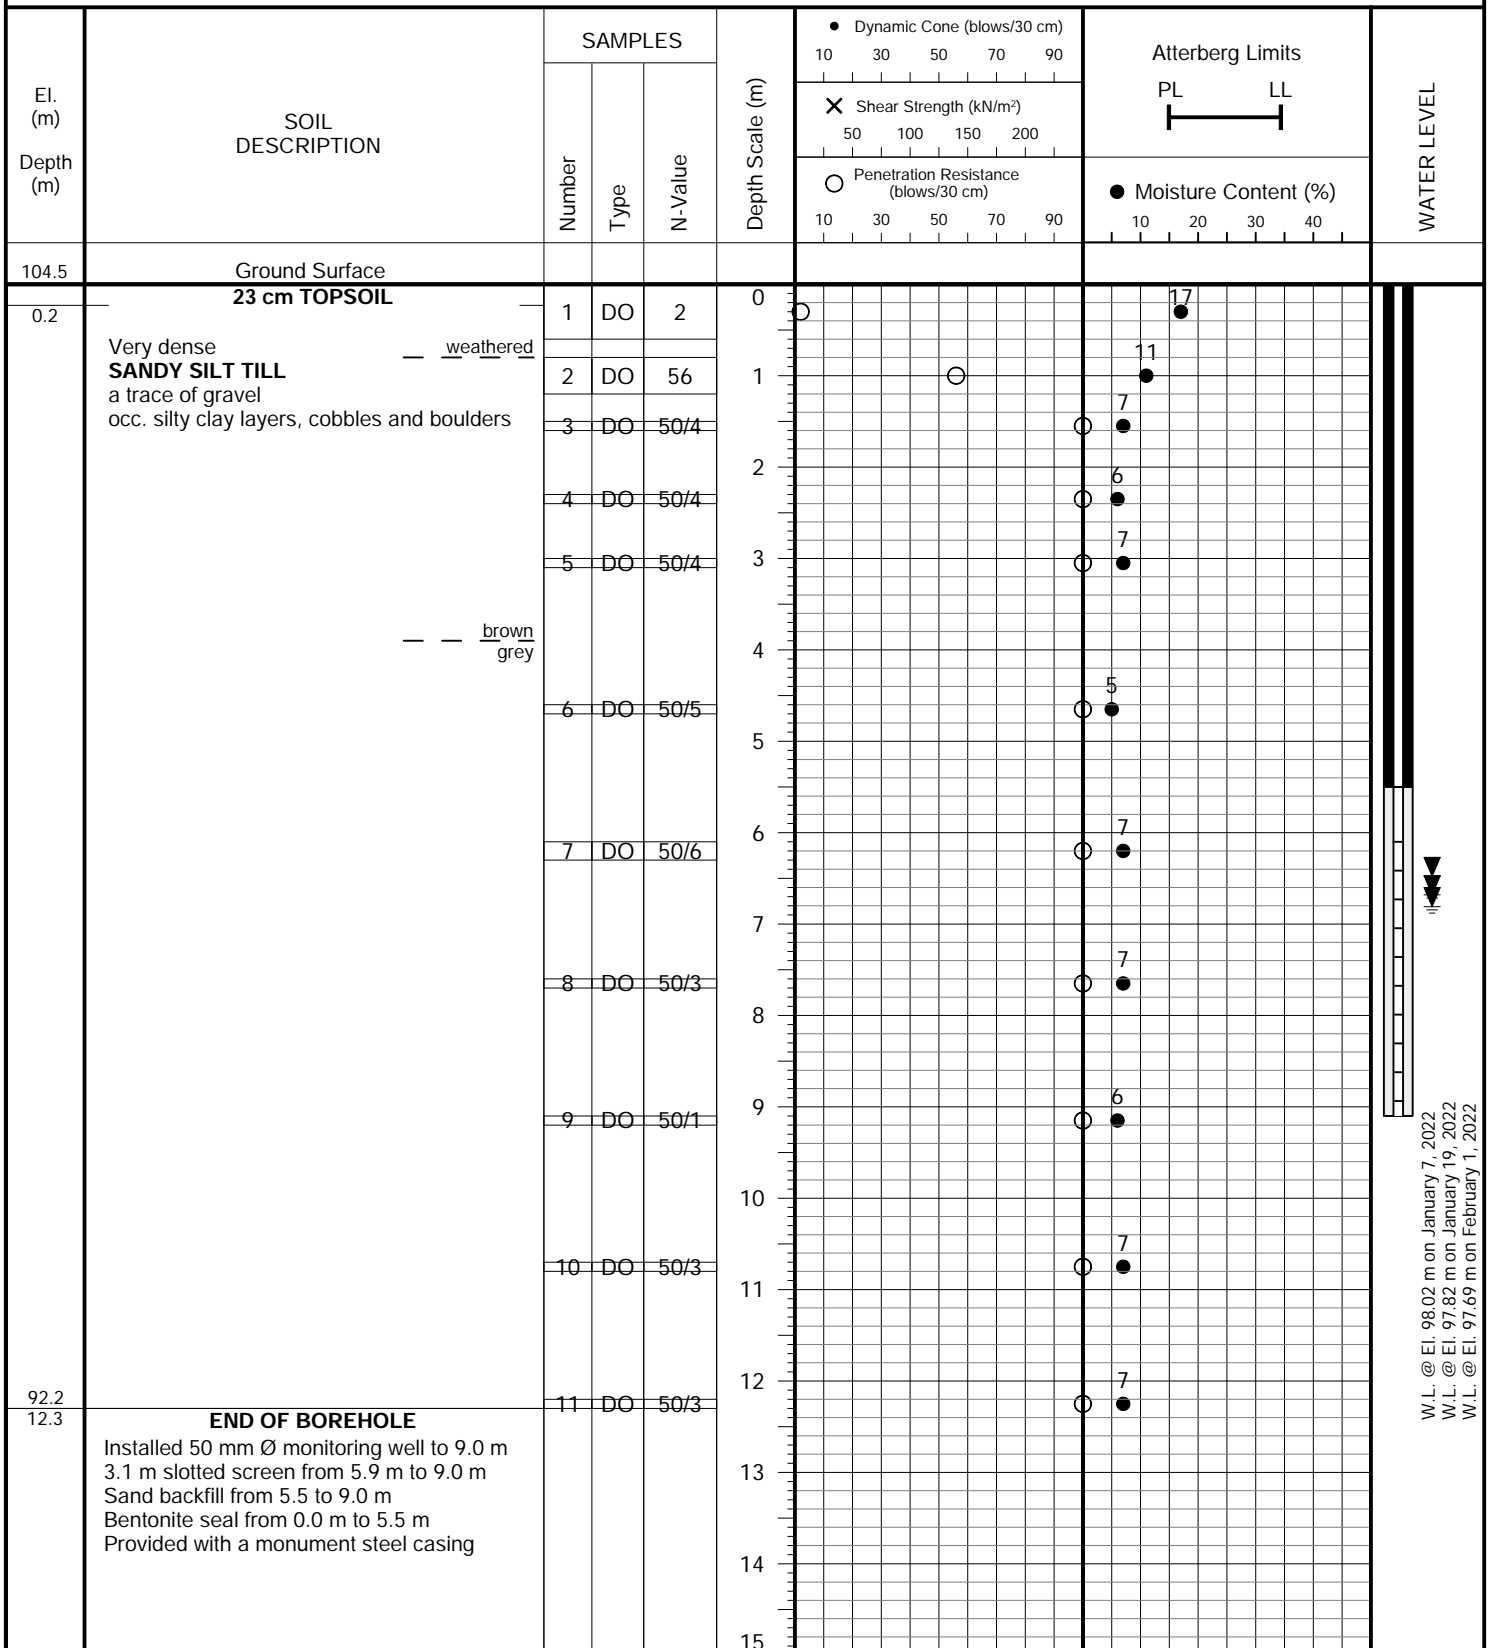 El.
(m)
Depth
(m)
SOIL
DESCRIPTION
SAMPLES
Number
Type
N-Value
Depth Scale (m)
Dynamic Cone (blows/30 cm)
10 30 50 70 90
Shear Strength (kN/m²)
50 100 150 200
Penetration Resistance
(blows/30 cm)
10 30 50 70 90
Atterberg Limits
PL LL
Moisture Content (%)
10 20 30 40
WATER LEVEL
104.5 Ground Surface
23 cm TOPSOIL
0.2
Very dense
SANDY SILT TILL
a trace of gravel
occ. silty clay layers, cobbles and boulders
weathered
brown
grey
1 DO 2
2 DO 56
3 DO 50/4
4 DO 50/4
5 DO 50/4
6 DO 50/5
7 DO 50/6
8 DO 50/3
9 DO 50/1
10 DO 50/3
11 DO 50/3
0
1
2
3
4
5
6
7
8
9
10
11
12
13
14
15
17
11
7
6
7
5
7
7
6
7
7
W.L. @ El. 98.02 m on January 7, 2022
W.L. @ El. 97.82 m on January 19, 2022
W.L. @ El. 97.69 m on February 1, 2022
92.2
12.3
END OF BOREHOLE
Installed 50 mm Ø monitoring well to 9.0 m
3.1 m slotted screen from 5.9 m to 9.0 m
Sand backfill from 5.5 to 9.0 m
Bentonite seal from 0.0 m to 5.5 m
Provided with a monument steel casing